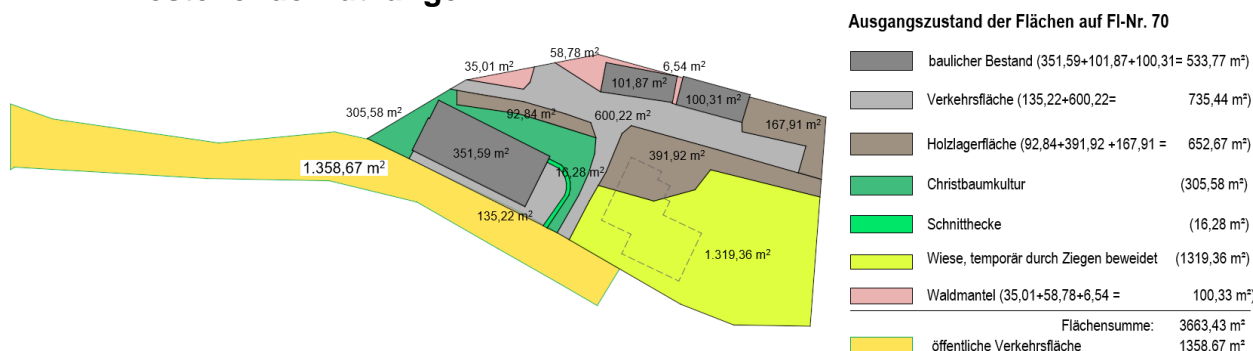 Ausgangszustand der Flächen auf Fl-Nr. 70
58,78 m²
35,01 m²
6,54 m²
101,87 m²
100,31 m²
305,58 m²
92,84 m²
600,22 m²
167,91 m²
351,59 m²
391,92 m²
1.358,67 m²
16,28 m²
135,22 m²
1.319,36 m²
baulicher Bestand (351,59+101,87+100,31= 533,77 m²)
Verkehrsfläche (135,22+600,22= 735,44 m²)
Holzlagerfläche (92,84+391,92 +167,91 = 652,67 m²)
Christbaumkultur (305,58 m²)
Schnitthecke (16,28 m²)
Wiese, temporär durch Ziegen beweidet (1319,36 m²)
Waldmantel (35,01+58,78+6,54 = 100,33 m²)
Flächensumme: 3663,43 m²
öffentliche Verkehrsfläche 1358,67 m²